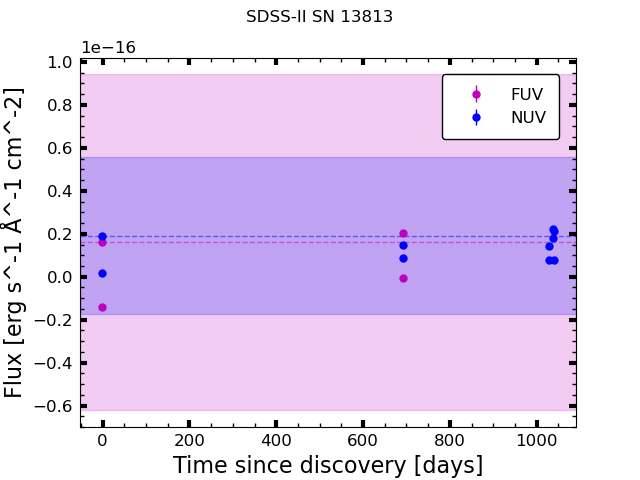 SDSS-II SN 13813
1e−16
1.0
0.8
0.6
0.4
0.2
0.0
−0.2
−0.4
−0.6
Flux [erg s^-1 Å^-1 cm^-2]
FUV
NUV
0 200 400 600 800 1000
Time since discovery [days]